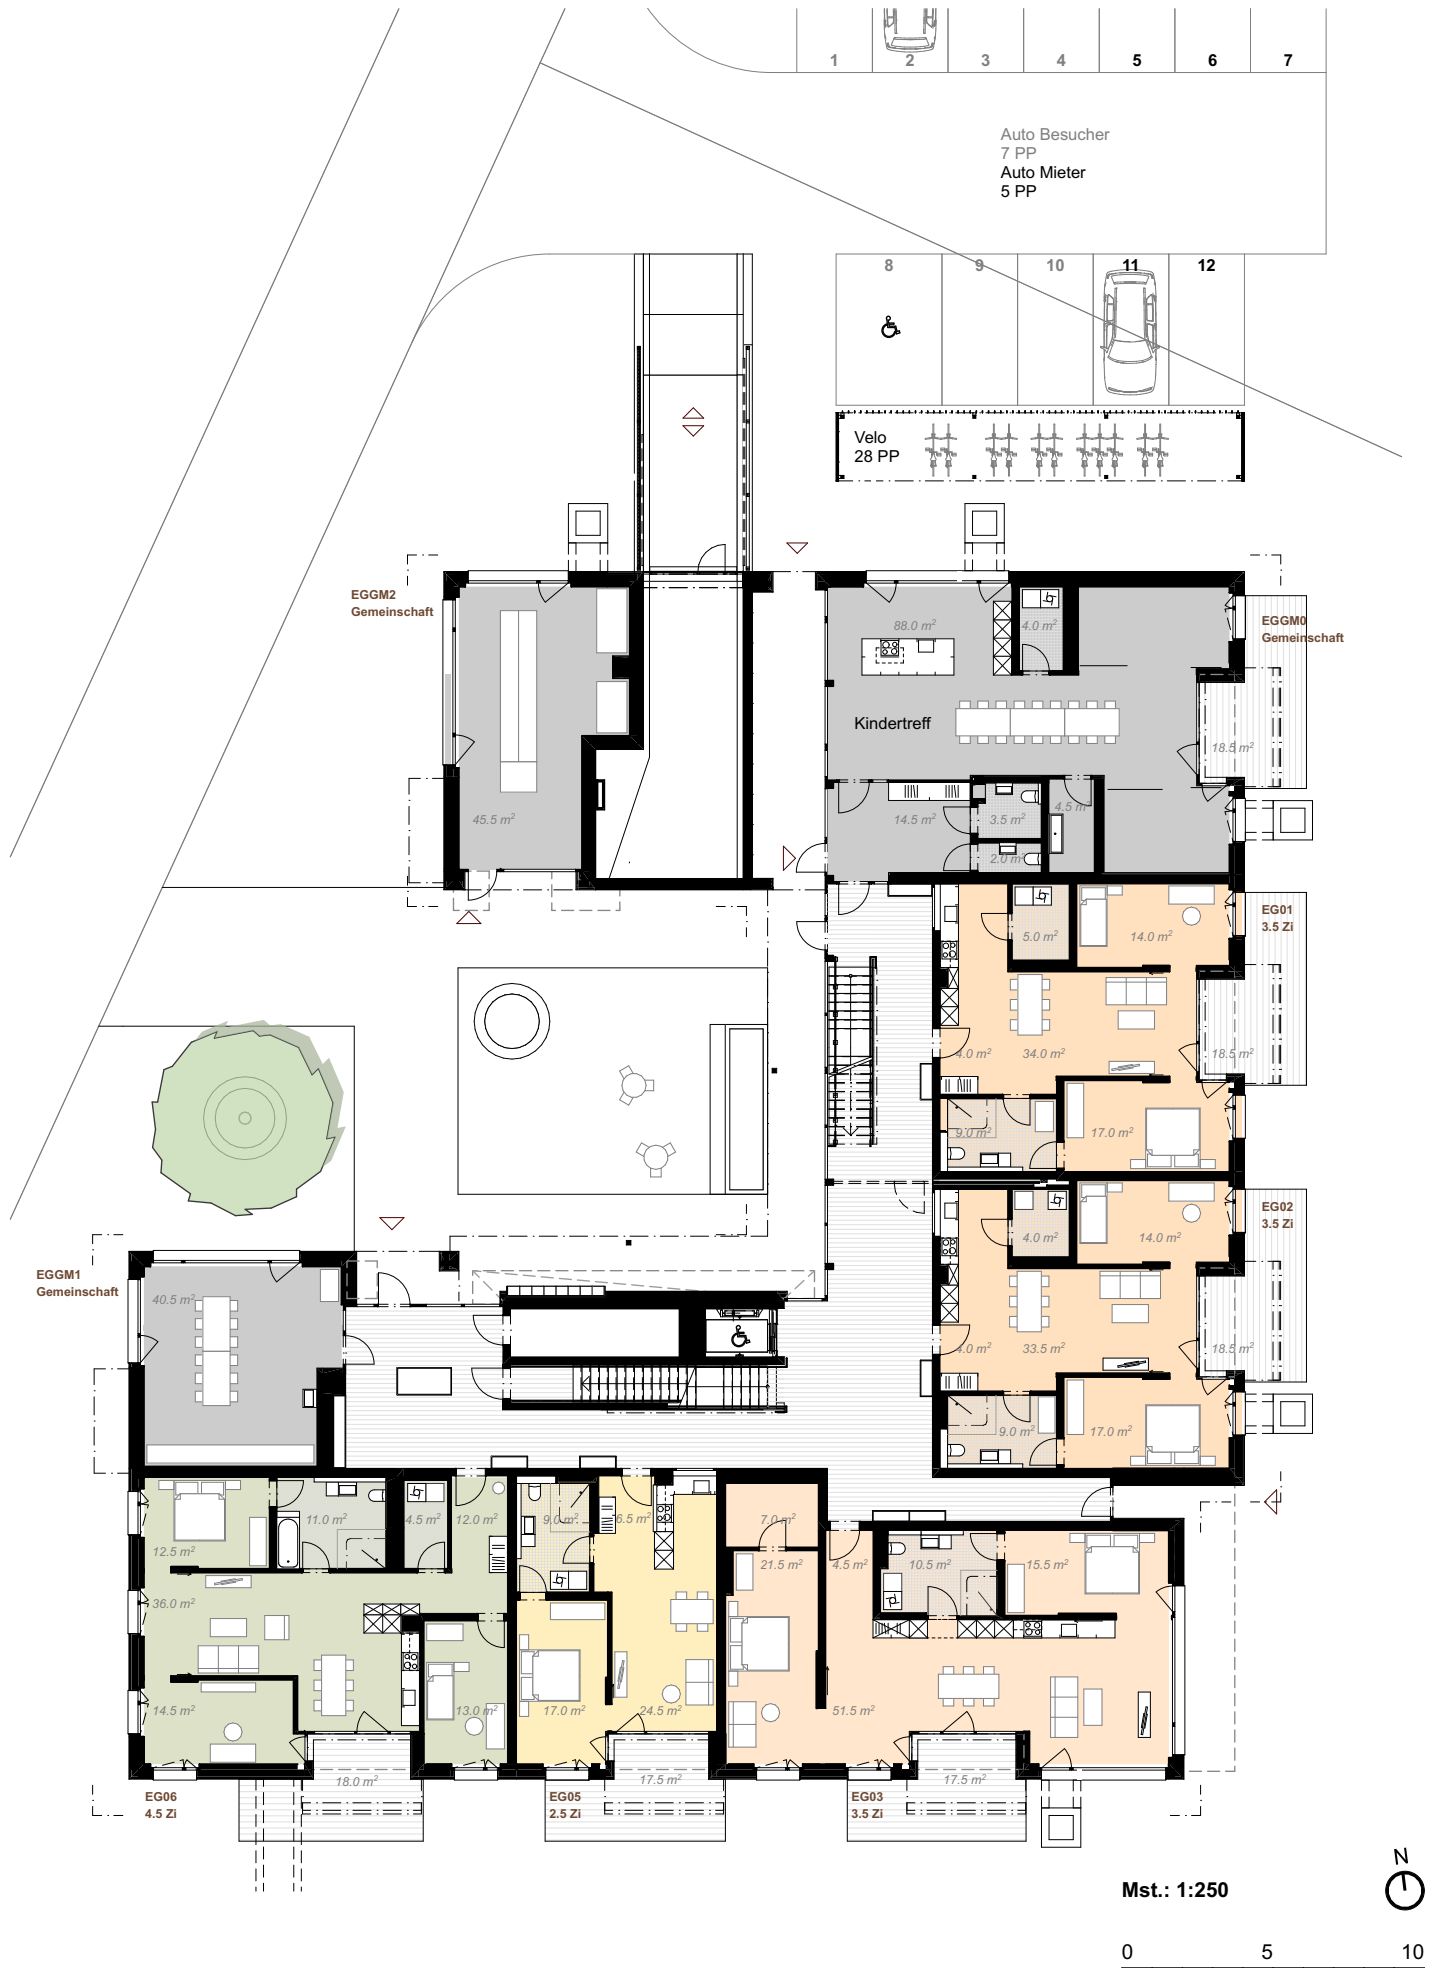 1 2 3 4 5 6 7
Auto Besucher
7 PP
Auto Mieter
5 PP
8 9 10 11 12
Velo
28 PP
EGGM2
Gemeinschaft
EGGM0
Gemeinschaft
88.0 m²
4.0 m²
Kindertreff
18.5 m²
45.5 m²
14.5 m²
3.5 m²
4.5 m²
2.0 m²
EG01
3.5 Zi
5.0 m²
14.0 m²
4.0 m²
34.0 m²
18.5 m²
9.0 m²
17.0 m²
EG02
3.5 Zi
4.0 m²
14.0 m²
4.0 m²
33.5 m²
18.5 m²
9.0 m²
17.0 m²
EGGM1
Gemeinschaft
40.5 m²
12.5 m²
11.0 m²
4.5 m²
12.0 m²
9.0 m²
6.5 m²
7.0 m²
21.5 m²
4.5 m²
10.5 m²
15.5 m²
36.0 m²
14.5 m²
13.0 m²
17.0 m²
24.5 m²
51.5 m²
18.0 m²
17.5 m²
17.5 m²
EG06
4.5 Zi
EG05
2.5 Zi
EG03
3.5 Zi
N
Mst.: 1:250
0 5 10